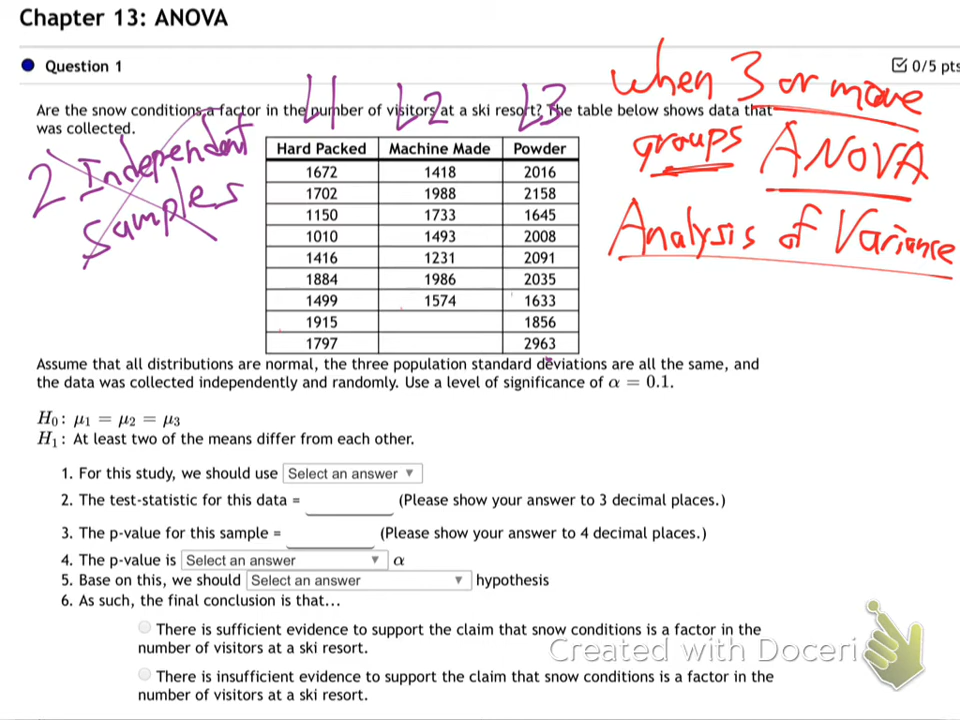 Chapter 13: ANOVA
Question 1
0/5 pts
L1 L2 L3
when 3 or more
groups ANOVA
Analysis of Variance
2 Independent
Samples
Are the snow conditions a factor in the number of visitors at a ski resort? The table below shows data that
was collected.
Hard Packed Machine Made Powder
1672 1418 2016
1702 1988 2158
1150 1733 1645
1010 1493 2008
1416 1231 2091
1884 1986 2035
1499 1574 1633
1915 1856
1797 2963
Assume that all distributions are normal, the three population standard deviations are all the same, and
the data was collected independently and randomly. Use a level of significance of α = 0.1.
H₀: μ₁ = μ₂ = μ₃
H₁: At least two of the means differ from each other.
1. For this study, we should use Select an answer
2. The test-statistic for this data = (Please show your answer to 3 decimal places.)
3. The p-value for this sample = (Please show your answer to 4 decimal places.)
4. The p-value is Select an answer α
5. Base on this, we should Select an answer hypothesis
6. As such, the final conclusion is that...
There is sufficient evidence to support the claim that snow conditions is a factor in the
number of visitors at a ski resort.
There is insufficient evidence to support the claim that snow conditions is a factor in the
number of visitors at a ski resort.
Created with Doceri